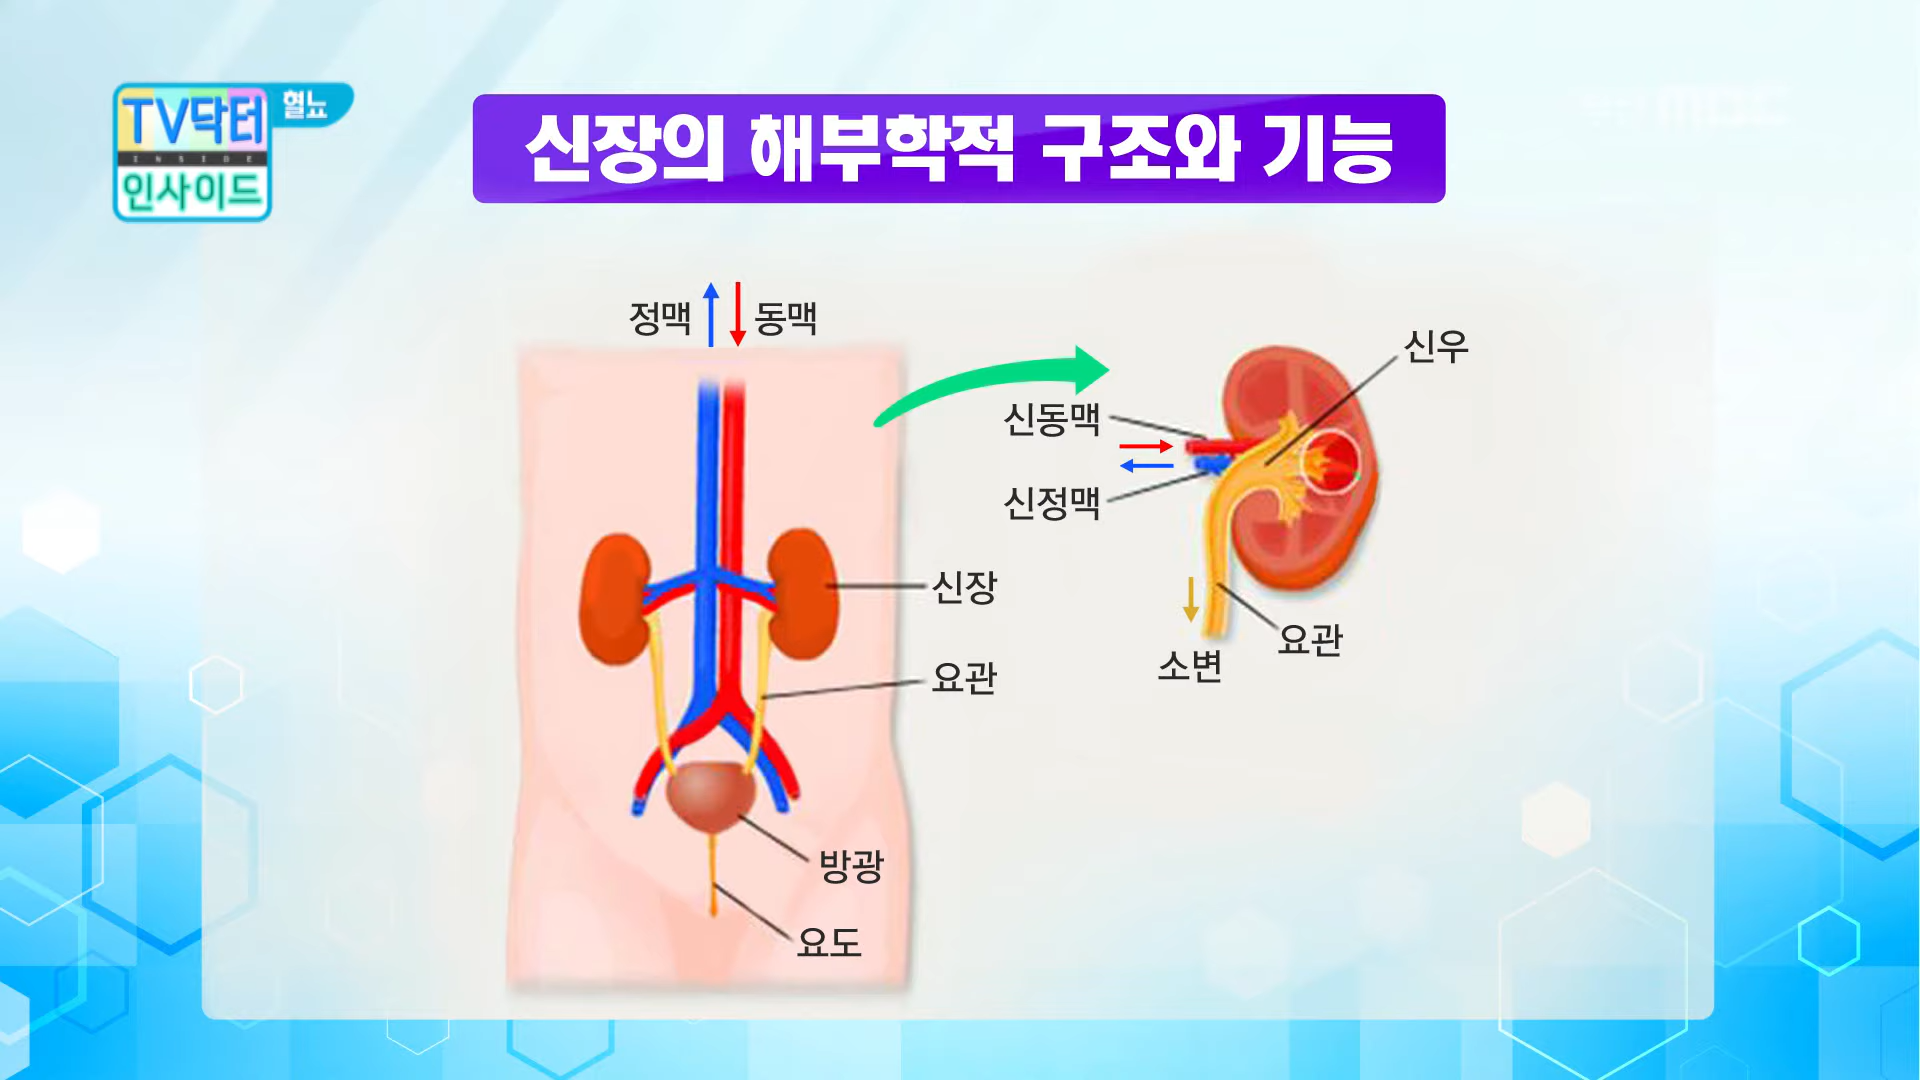 TV닥터
INSIDE
인사이드
혈뇨
MBC
신장의 해부학적 구조와 기능
정맥
동맥
신우
신동맥
신정맥
신장
요관
요관
소변
방광
요도